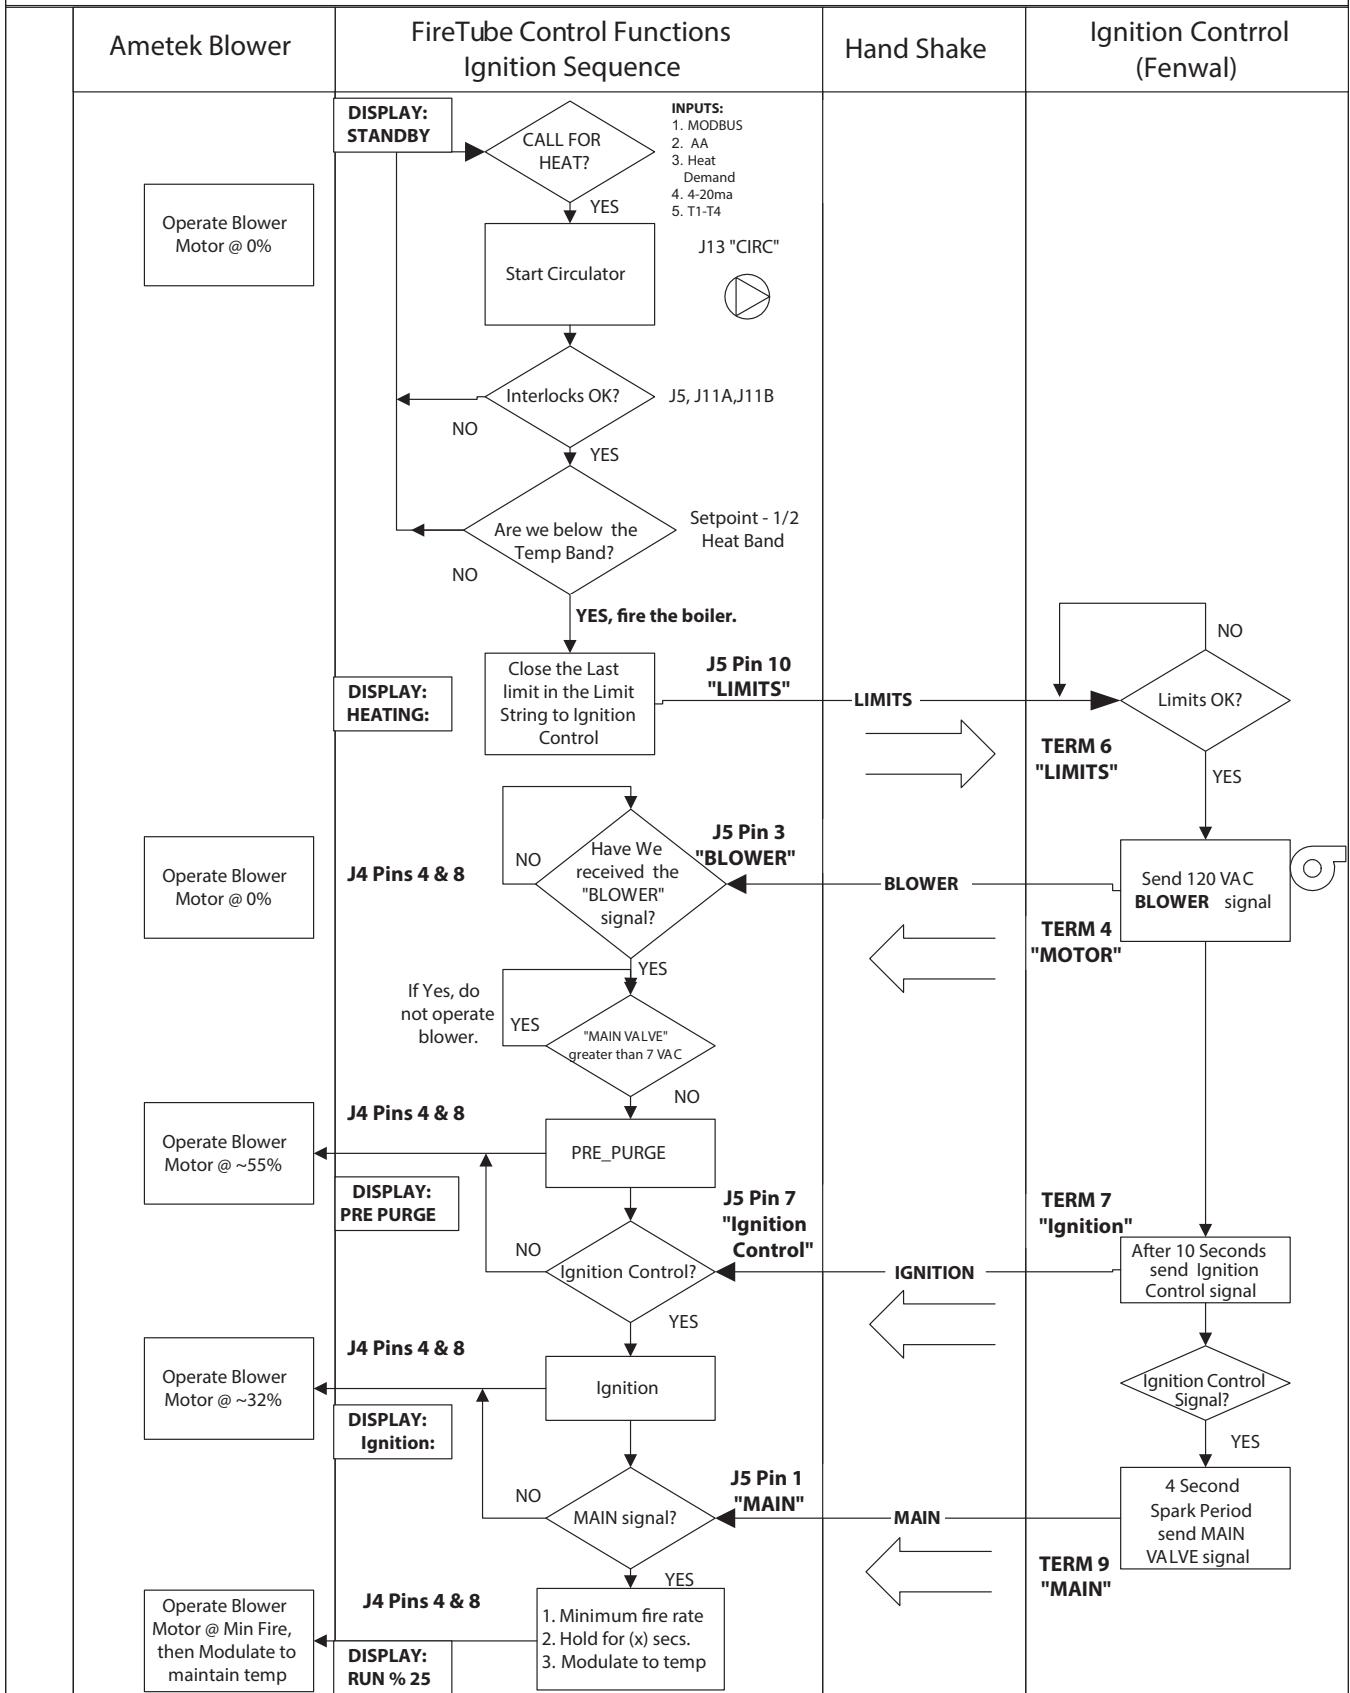 Ametek Blower
FireTube Control Functions
Ignition Sequence
Hand Shake
Ignition Contrrol
(Fenwal)
DISPLAY:
STANDBY
CALL FOR
HEAT?
INPUTS:
1. MODBUS
2. AA
3. Heat
Demand
4. 4-20ma
5. T1-T4
YES
Operate Blower
Motor @ 0%
Start Circulator
J13 "CIRC"
Interlocks OK?
J5, J11A,J11B
NO
YES
Are we below the
Temp Band?
Setpoint - 1/2
Heat Band
NO
YES, fire the boiler.
NO
Close the Last
limit in the Limit
String to Ignition
Control
DISPLAY:
HEATING:
J5 Pin 10
"LIMITS"
LIMITS
Limits OK?
TERM 6
"LIMITS"
YES
Operate Blower
Motor @ 0%
J4 Pins 4 & 8
NO
Have We
received the
"BLOWER"
signal?
J5 Pin 3
"BLOWER"
BLOWER
Send 120 VAC
BLOWER signal
TERM 4
"MOTOR"
YES
If Yes, do
not operate
blower.
YES
"MAIN VALVE"
greater than 7 VAC
NO
J4 Pins 4 & 8
Operate Blower
Motor @ ~55%
PRE_PURGE
DISPLAY:
PRE PURGE
J5 Pin 7
"Ignition
Control"
TERM 7
"Ignition"
NO
Ignition Control?
IGNITION
After 10 Seconds
send Ignition
Control signal
YES
J4 Pins 4 & 8
Operate Blower
Motor @ ~32%
Ignition
Ignition Control
Signal?
DISPLAY:
Ignition:
YES
NO
MAIN signal?
J5 Pin 1
"MAIN"
MAIN
4 Second
Spark Period
send MAIN
VALVE signal
TERM 9
"MAIN"
YES
J4 Pins 4 & 8
Operate Blower
Motor @ Min Fire,
then Modulate to
maintain temp
1. Minimum fire rate
2. Hold for (x) secs.
3. Modulate to temp
DISPLAY:
RUN % 25